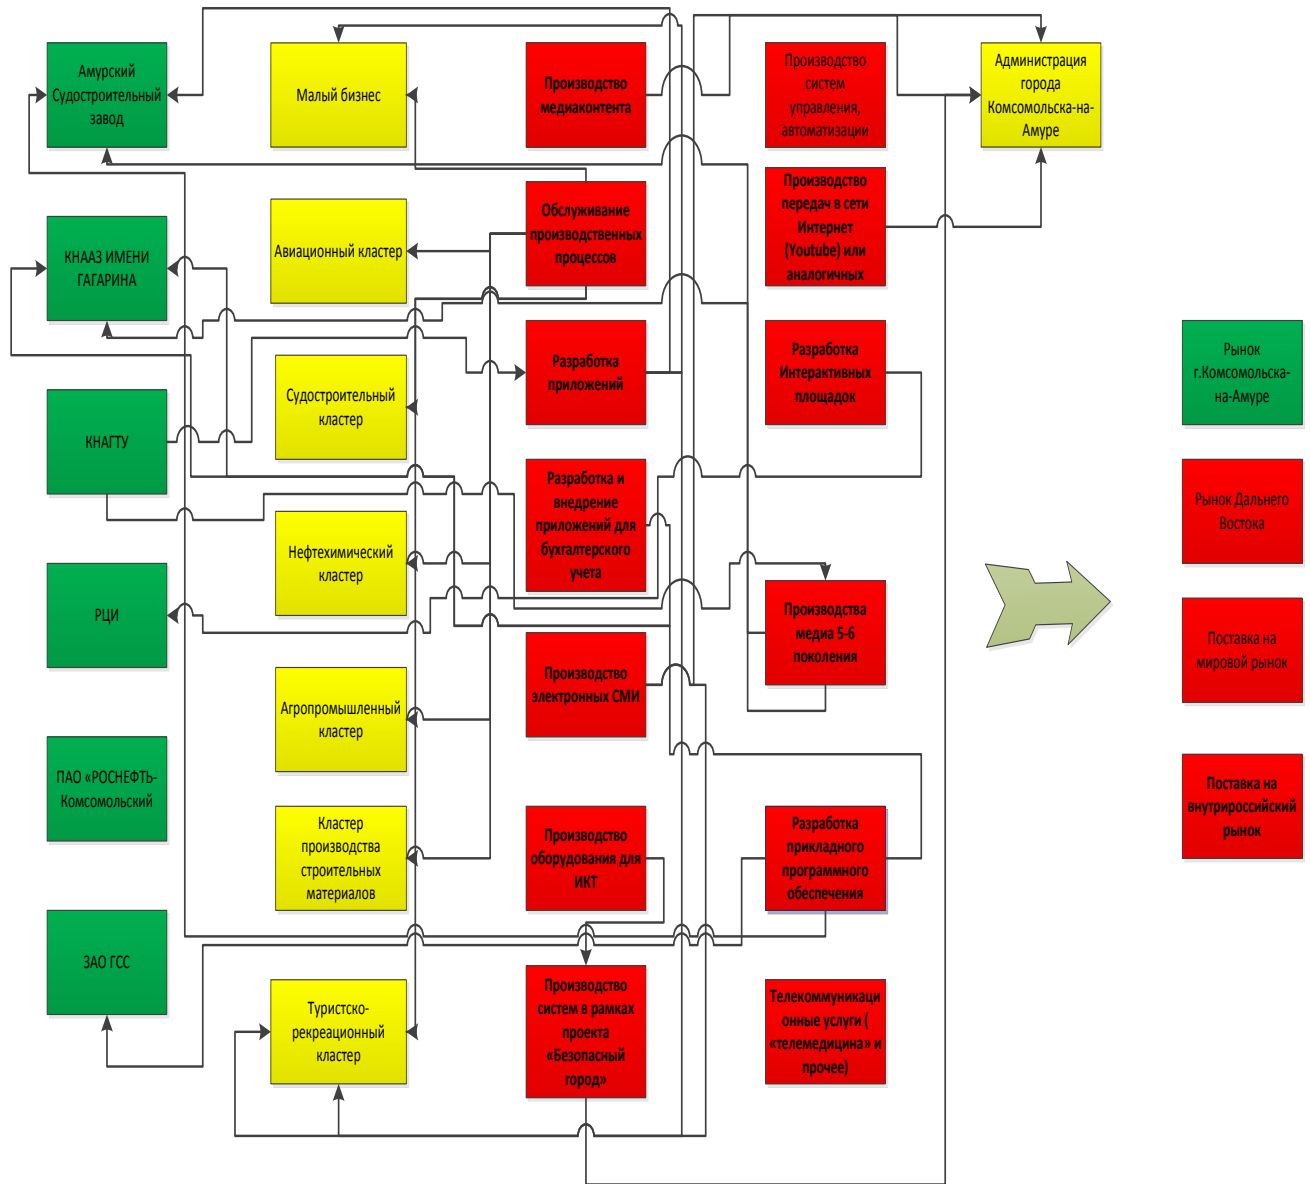 Амурский
Судостроительный
завод
КНААЗ ИМЕНИ
ГАГАРИНА
КНАГТУ
РЦИ
ПАО «РОСНЕФТЬ-
Комсомольский
ЗАО ГСС
Малый бизнес
Авиационный кластер
Судостроительный
кластер
Нефтехимический
кластер
Агропромышленный
кластер
Кластер
производства
строительных
материалов
Туристско-
рекреационный
кластер
Производство
медиаконтента
Обслуживание
производственных
процессов
Разработка
приложений
Разработка и
внедрение
приложений для
бухгалтерского
учета
Производство
электронных СМИ
Производство
оборудования для
ИКТ
Производство
систем в рамках
проекта
«Безопасный
город»
Производство
систем
управления,
автоматизации
Производство
передач в сети
Интернет
(Youtube) или
аналогичных
Разработка
Интерактивных
площадок
Производства
медиа 5-6
поколения
Разработка
прикладного
программного
обеспечения
Телекоммуникаци
онные услуги (
«телемедицина» и
прочее)
Администрация
города
Комсомольска-на-
Амуре
Рынок
г.Комсомольска-
на-Амуре
Рынок Дальнего
Востока
Поставка на
мировой рынок
Поставка на
внутрироссийский
рынок